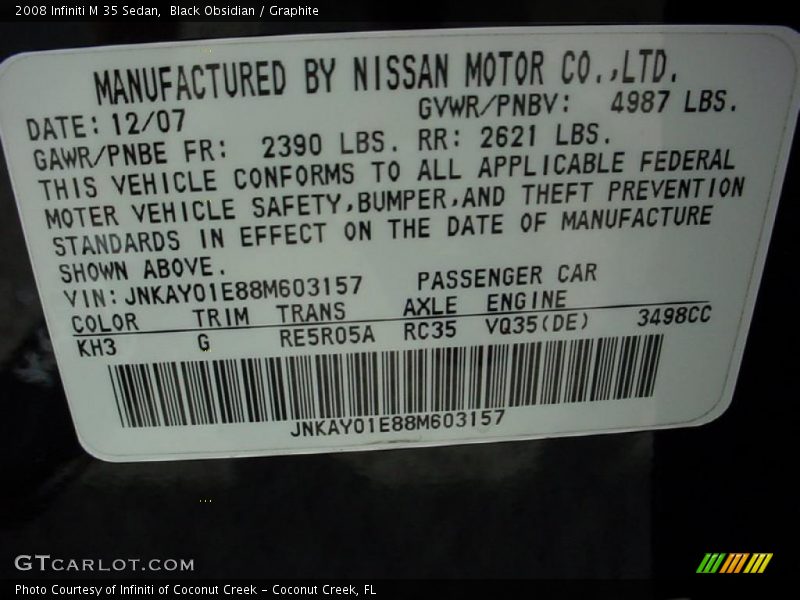 2008 Infiniti M 35 Sedan,  Black Obsidian / Graphite
MANUFACTURED BY NISSAN MOTOR CO.,LTD.
DATE: 12/07 GVWR/PNBV: 4987 LBS.
GAWR/PNBE FR: 2390 LBS. RR: 2621 LBS.
THIS VEHICLE CONFORMS TO ALL APPLICABLE FEDERAL
MOTER VEHICLE SAFETY,BUMPER,AND THEFT PREVENTION
STANDARDS IN EFFECT ON THE DATE OF MANUFACTURE
SHOWN ABOVE.
VIN: JNKAY01E88M603157 PASSENGER CAR
COLOR TRIM TRANS AXLE ENGINE
KH3 G RE5R05A RC35 VQ35(DE) 3498CC
JNKAY01E88M603157
GTCARLOT.COM
Photo Courtesy of Infiniti of Coconut Creek - Coconut Creek, FL